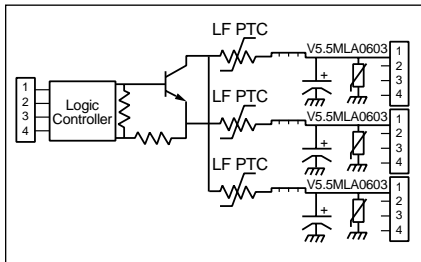 LF PTC
V5.5MLA0603
1
2
3
4
1
2
3
4
Logic
Controller
LF PTC
V5.5MLA0603
1
2
3
4
LF PTC
V5.5MLA0603
1
2
3
4
+
+
+